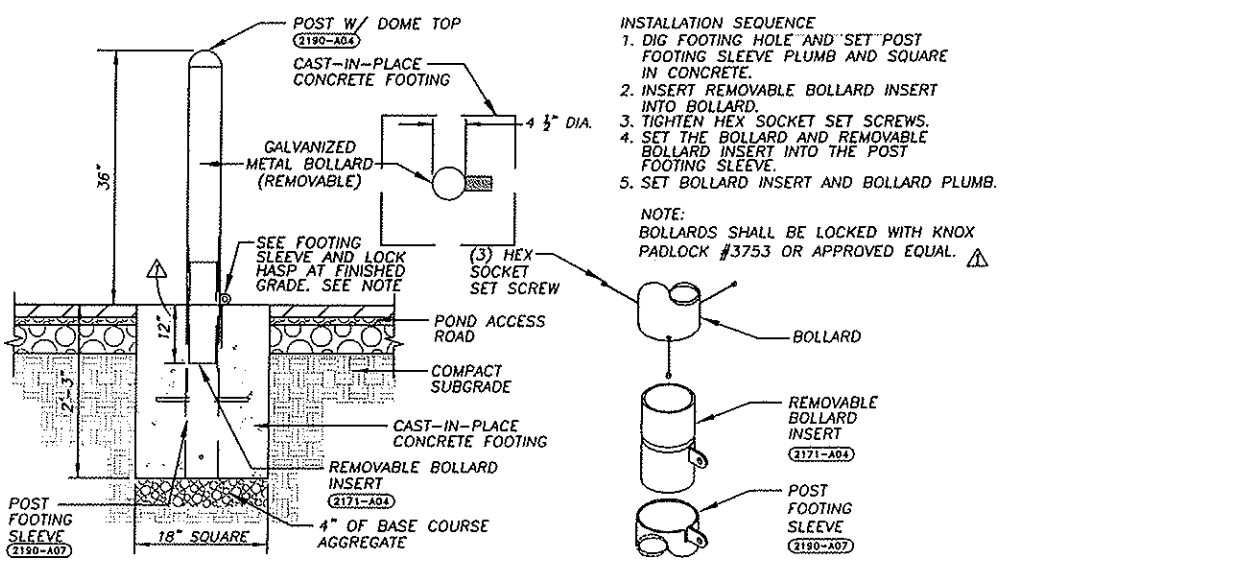 POST W/ DOME TOP
2190-A04
CAST-IN-PLACE
CONCRETE FOOTING
4 ½" DIA.
36"
GALVANIZED
METAL BOLLARD
(REMOVABLE)
SEE FOOTING
SLEEVE AND LOCK
HASP AT FINISHED
GRADE. SEE NOTE
1
12"
2'-3"
POND ACCESS
ROAD
COMPACT
SUBGRADE
CAST-IN-PLACE
CONCRETE FOOTING
REMOVABLE BOLLARD
INSERT
2171-A04
4" OF BASE COURSE
AGGREGATE
18" SQUARE
POST
FOOTING
SLEEVE
2190-A07
INSTALLATION SEQUENCE
1. DIG FOOTING HOLE AND SET POST
FOOTING SLEEVE PLUMB AND SQUARE
IN CONCRETE.
2. INSERT REMOVABLE BOLLARD INSERT
INTO BOLLARD.
3. TIGHTEN HEX SOCKET SET SCREWS.
4. SET THE BOLLARD AND REMOVABLE
BOLLARD INSERT INTO THE POST
FOOTING SLEEVE.
5. SET BOLLARD INSERT AND BOLLARD PLUMB.
NOTE:
BOLLARDS SHALL BE LOCKED WITH KNOX
PADLOCK #3753 OR APPROVED EQUAL. 1
(3) HEX
SOCKET
SET SCREW
BOLLARD
REMOVABLE
BOLLARD
INSERT
2171-A04
POST
FOOTING
SLEEVE
2190-A07